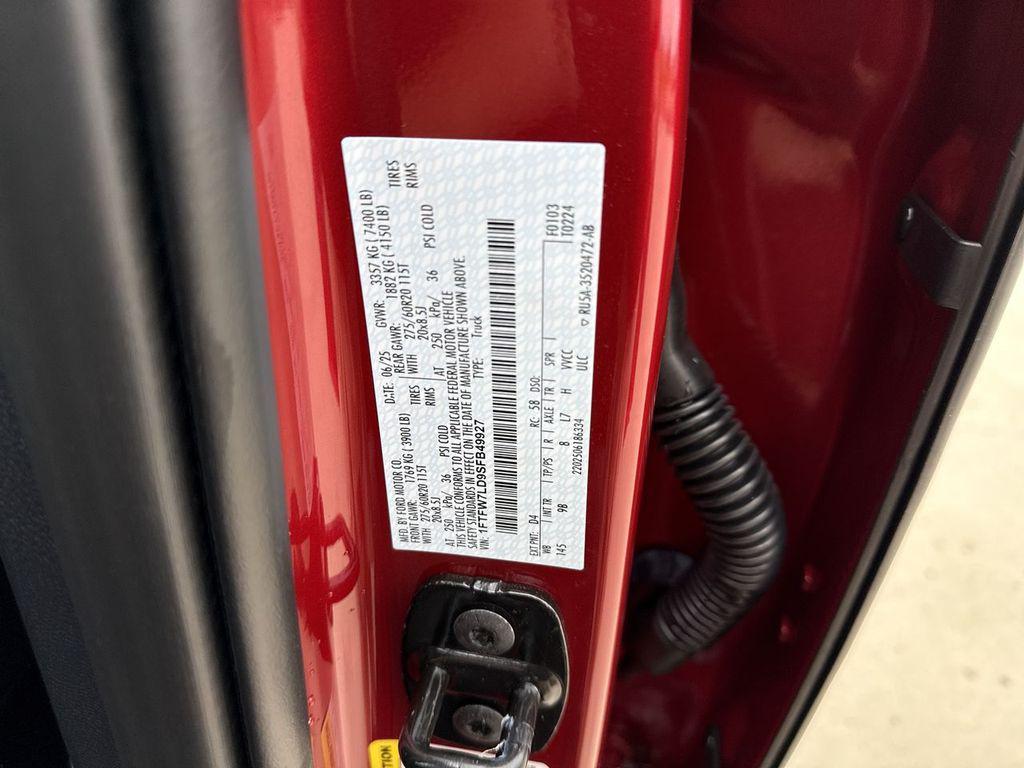 MFD. BY FORD MOTOR CO.
DATE: 06/25 GVWR: 3357 KG ( 7400 LB)
FRONT GAWR: 1769 KG ( 3900 LB)
REAR GAWR: 1882 KG ( 4150 LB)
WITH 275/60R20 115T TIRES
WITH 275/60R20 115T TIRES
20x8.5J RIMS
20x8.5J RIMS
AT 250 kPa/ 36 PSI COLD
AT 250 kPa/ 36 PSI COLD
THIS VEHICLE CONFORMS TO ALL APPLICABLE FEDERAL MOTOR VEHICLE
SAFETY STANDARDS IN EFFECT ON THE DATE OF MANUFACTURE SHOWN ABOVE.
VIN: 1FTFW7LD9SFB49927 TYPE: Truck
EXT PNT: D4 RC: 58 DSO: F0103
WB INT TR TP/PS R AXLE TR SPR T0224
145 9B 8 L7 H VVCC
2202506186334 ULC RU5A-3520472-AB